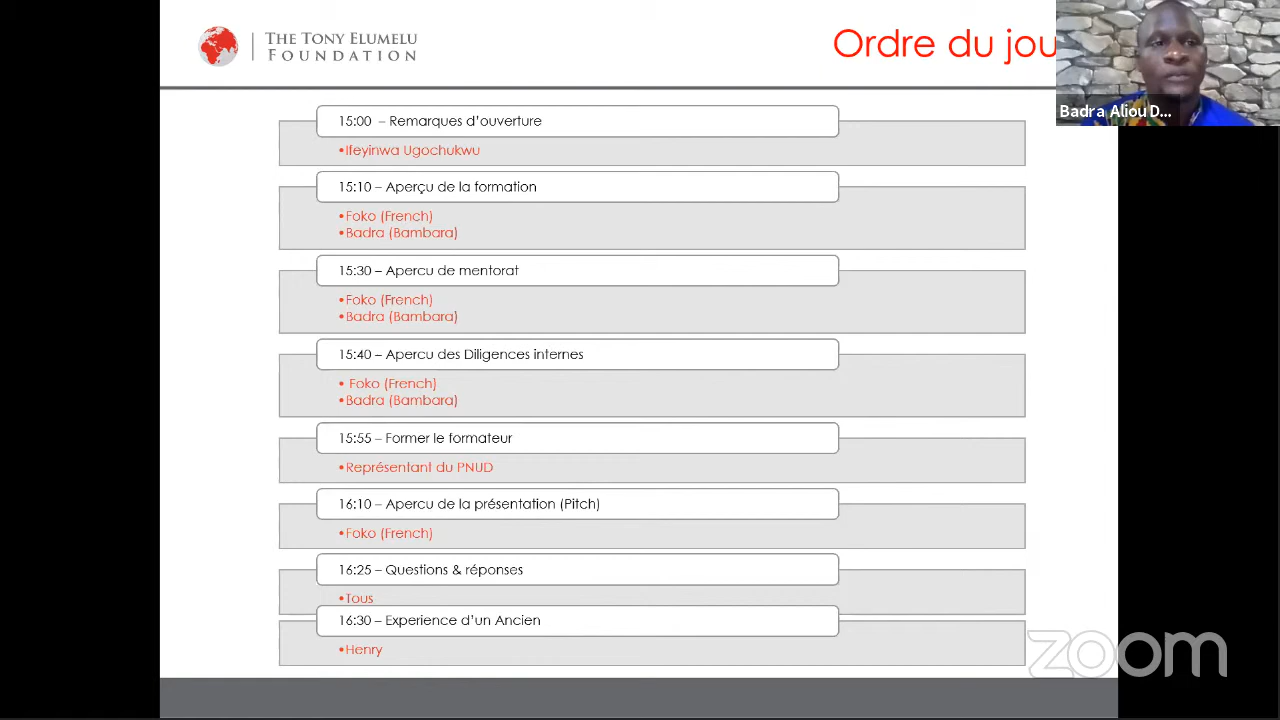 THE TONY ELUMELU
FOUNDATION
Ordre du jou
Badra Aliou D...
15:00 – Remarques d’ouverture
•Ifeyinwa Ugochukwu
15:10 – Aperçu de la formation
•Foko (French)
•Badra (Bambara)
15:30 – Apercu de mentorat
•Foko (French)
•Badra (Bambara)
15:40 – Apercu des Diligences internes
• Foko (French)
•Badra (Bambara)
15:55 – Former le formateur
•Représentant du PNUD
16:10 – Apercu de la présentation (Pitch)
•Foko (French)
16:25 – Questions & réponses
•Tous
16:30 – Experience d’un Ancien
•Henry
zoom